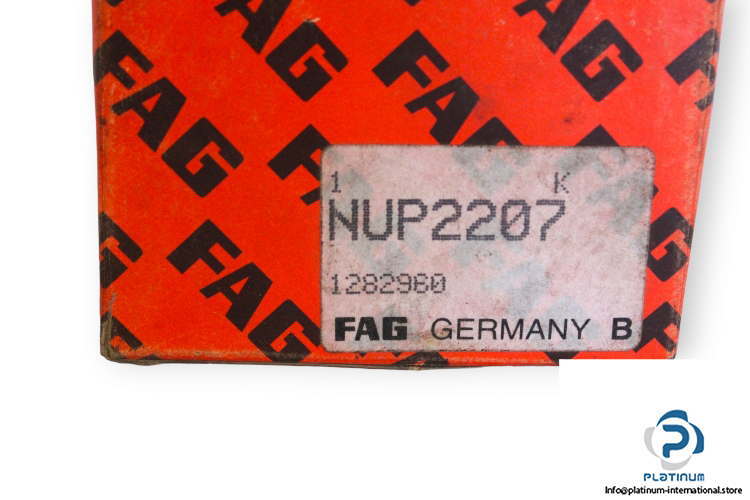 FAG FAG
FAG FAG
FAG
1 K
NUP2207
1282960
FAG GERMANY B
PLATINUM
Info@platinum-international.store